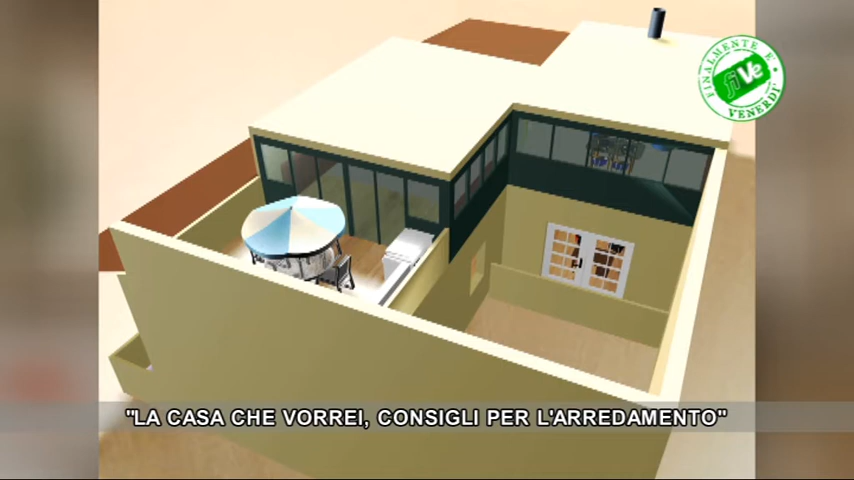 FINALMENTE È VENERDÌ
fiVe
"LA CASA CHE VORREI, CONSIGLI PER L'ARREDAMENTO"